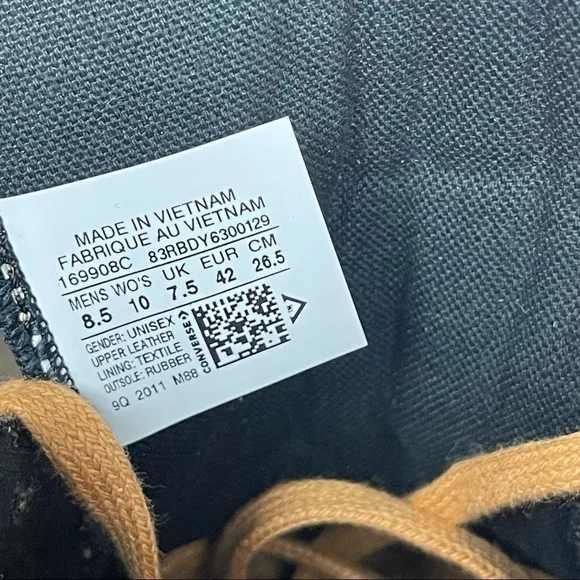 MADE IN VIETNAM
FABRIQUE AU VIETNAM
169908C 83RBDY6300129
MENS WO'S UK EUR CM
8.5 10 7.5 42 26.5
GENDER: UNISEX
UPPER LEATHER
LINING: TEXTILE
OUTSOLE: RUBBER
9Q 2011 M88
CONVERSE